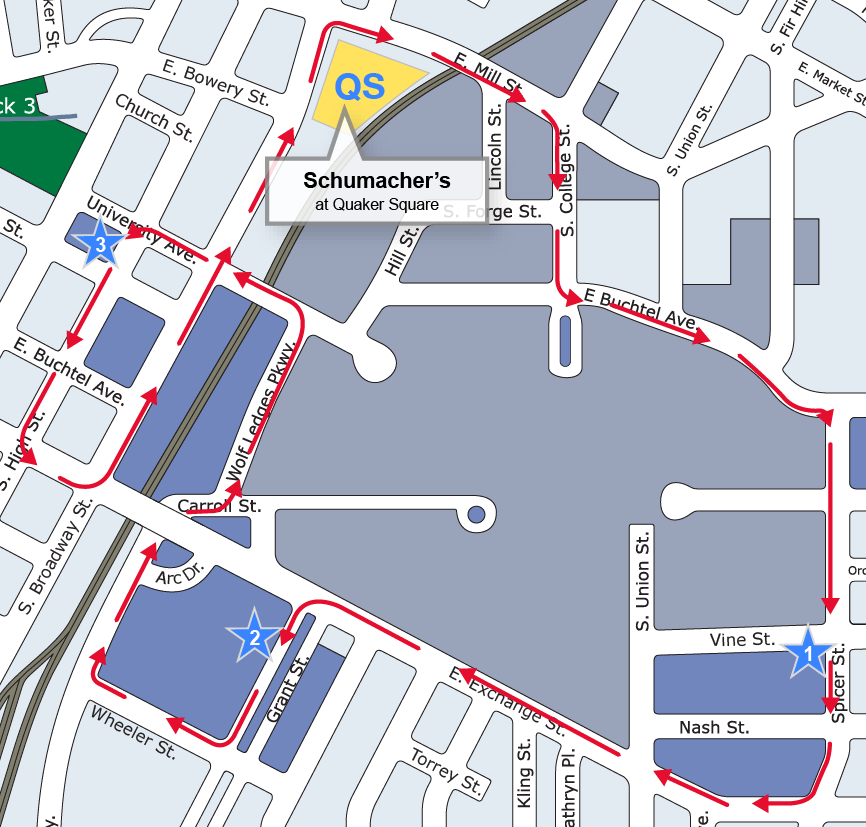 ker St.
E. Bowery St.
Church St.
ck 3
QS
E. Mill St.
S. Fir Hi
E. Market St
Lincoln St.
S. College St.
S. Union St.
Schumacher's
at Quaker Square
S. Forge St.
Hill St.
University Ave.
St.
3
E Buchtel Ave.
E. Buchtel Ave.
Wolf Ledges Pkwy.
S. High St.
S. Broadway St.
Carroll St.
Arc Dr.
2
Grant St.
S. Union St.
Orc
Vine St.
1
Spicer St.
E. Exchange St.
Nash St.
Wheeler St.
Torrey St.
Kling St.
athryn Pl.
ve.
y.